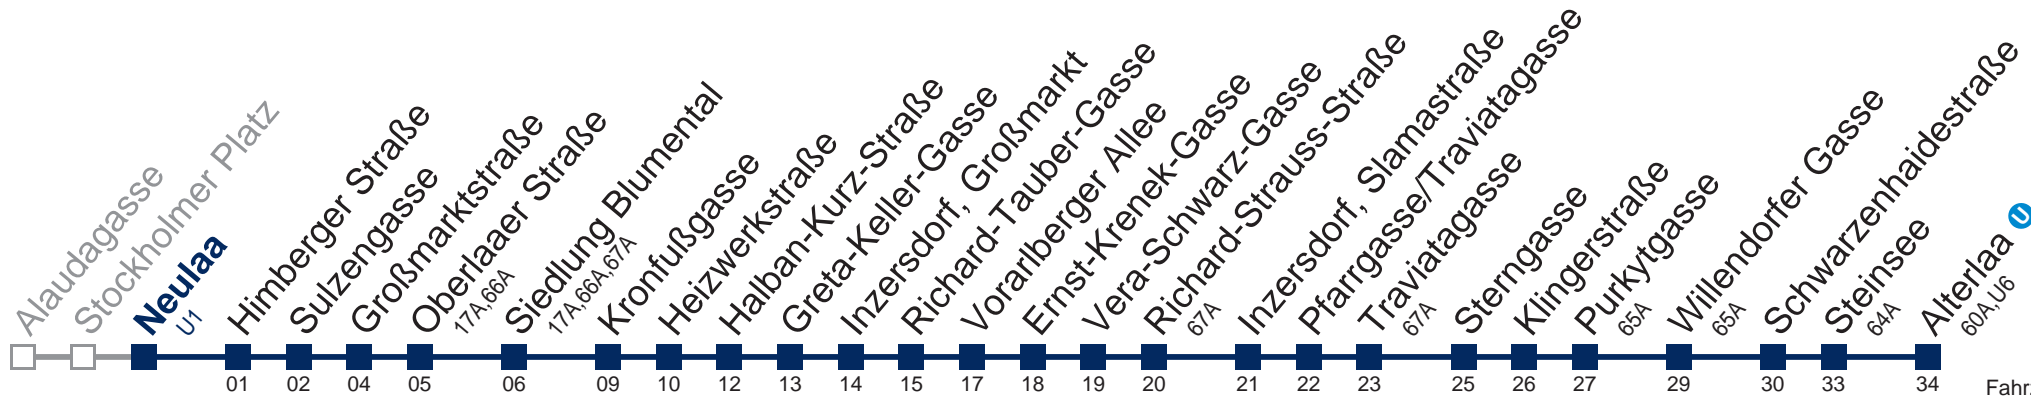 Alaudagasse
Stockholmer Platz
Neulaa
U1
Himberger Straße
01
Sulzengasse
02
Großmarktstraße
04
Oberlaaer Straße
17A,66A
05
Siedlung Blumental
17A,66A,67A
06
Kronfußgasse
09
Heizwerkstraße
10
Halban-Kurz-Straße
12
Greta-Keller-Gasse
13
Inzersdorf, Großmarkt
14
Richard-Tauber-Gasse
15
Vorarlberger Allee
17
Ernst-Krenek-Gasse
18
Vera-Schwarz-Gasse
19
Richard-Strauss-Straße
67A
20
Inzersdorf, Slamastraße
21
Pfarrgasse/Traviatagasse
22
Traviatagasse
67A
23
Sterngasse
25
Klingerstraße
26
Purkytgasse
65A
27
Willendorfer Gasse
65A
29
Schwarzenhaidestraße
30
Steinsee
64A
33
Alterlaa U
60A,U6
34
Fahr